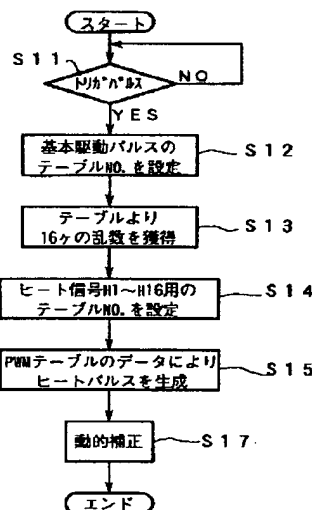 スタート
S11
トリガパルス
NO
YES
基本駆動パルスの
テーブルNO.を設定
S12
テーブルより
16ヶの乱数を獲得
S13
ヒート信号H1〜H16用の
テーブルNO.を設定
S14
PWMテーブルのデータにより
ヒートパルスを生成
S15
動的補正
S17
エンド